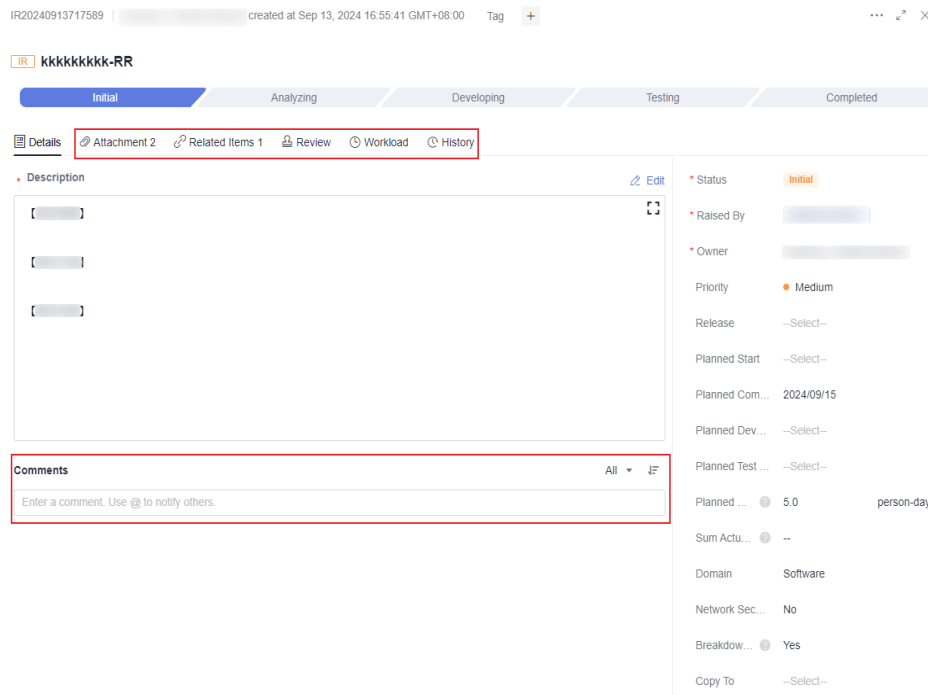 IR20240913717589 created at Sep 13, 2024 16:55:41 GMT+08:00 Tag +
IR kkkkkkkkk-RR
Initial Analyzing Developing Testing Completed
Details Attachment 2 Related Items 1 Review Workload History
* Description
Edit
【 】
【 】
【 】
Comments
All
Enter a comment. Use @ to notify others.
* Status Initial
* Raised By
* Owner
Priority Medium
Release --Select--
Planned Start --Select--
Planned Com... 2024/09/15
Planned Dev... --Select--
Planned Test ... --Select--
Planned ... 5.0 person-day
Sum Actu... --
Domain Software
Network Sec... No
Breakdow... Yes
Copy To --Select--